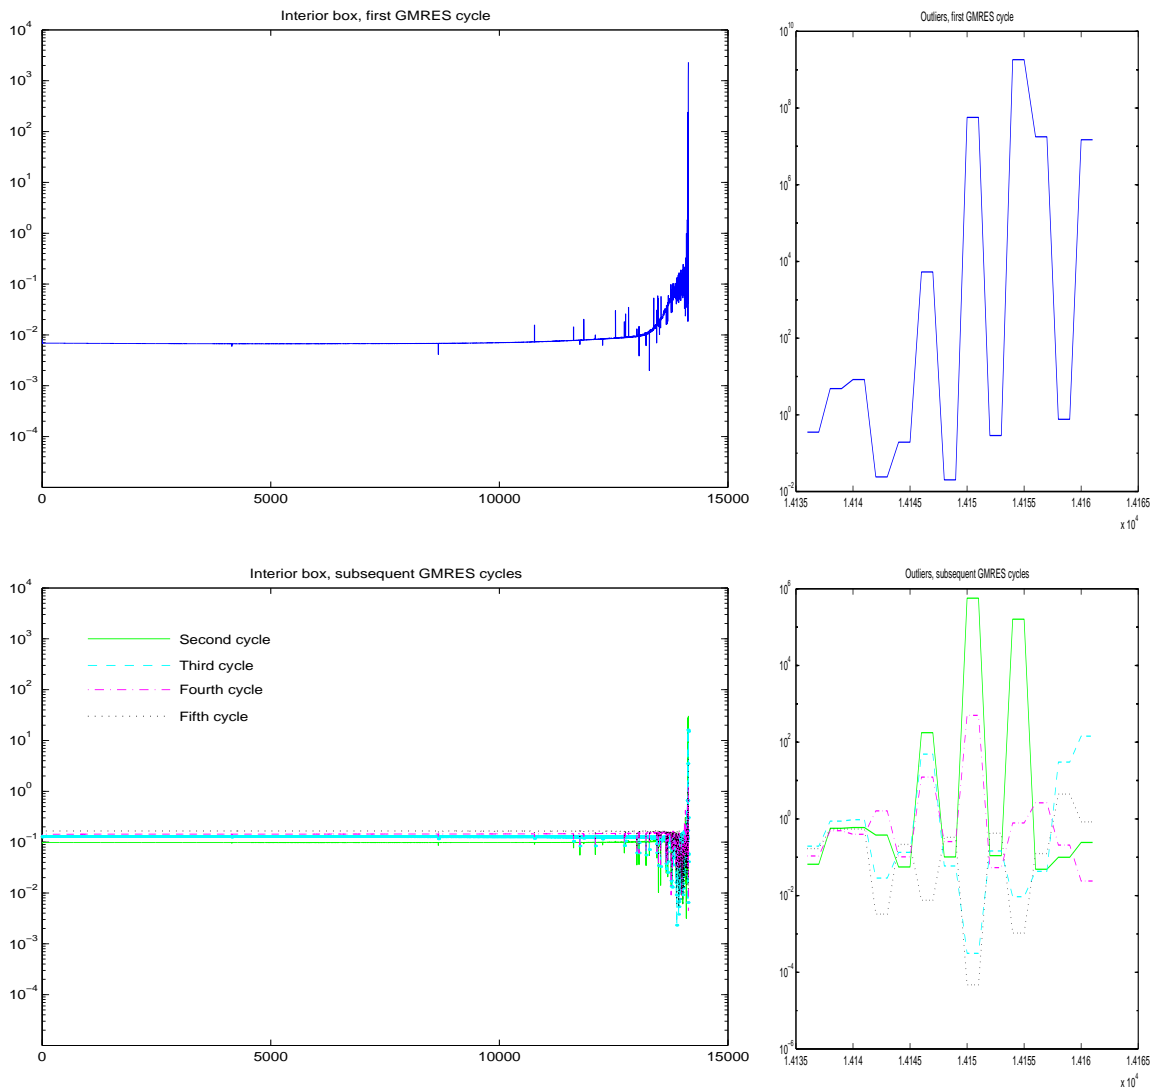 Interior box, first GMRES cycle
10^4
10^3
10^2
10^1
10^0
10^−1
10^−2
10^−3
10^−4
0 5000 10000 15000
Outliers, first GMRES cycle
10^10
10^8
10^6
10^4
10^2
10^0
10^−2
1.4135 1.414 1.4145 1.415 1.4155 1.416 1.4165
x 10^4
Interior box, subsequent GMRES cycles
10^4
10^3
10^2
10^1
10^0
10^−1
10^−2
10^−3
10^−4
Second cycle
Third cycle
Fourth cycle
Fifth cycle
0 5000 10000 15000
Outliers, subsequent GMRES cycles
10^6
10^4
10^2
10^0
10^−2
10^−4
10^−6
1.4135 1.414 1.4145 1.415 1.4155 1.416 1.4165
x 10^4